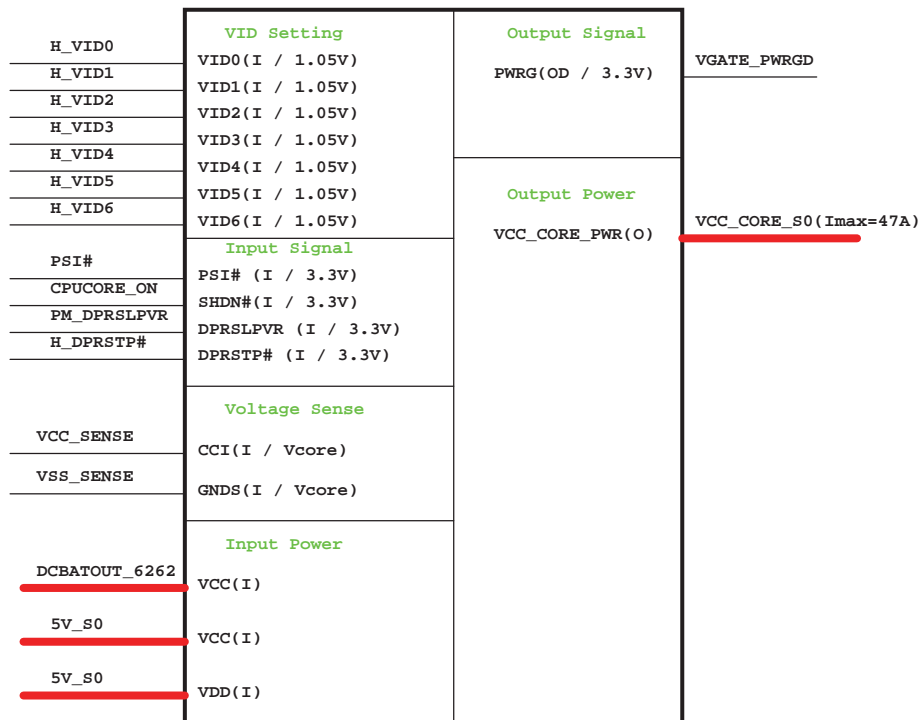 H_VID0
H_VID1
H_VID2
H_VID3
H_VID4
H_VID5
H_VID6
PSI#
CPUCORE_ON
PM_DPRSLPVR
H_DPRSTP#
VCC_SENSE
VSS_SENSE
DCBATOUT_6262
5V_S0
5V_S0
VID Setting
VID0(I / 1.05V)
VID1(I / 1.05V)
VID2(I / 1.05V)
VID3(I / 1.05V)
VID4(I / 1.05V)
VID5(I / 1.05V)
VID6(I / 1.05V)
Input Signal
PSI# (I / 3.3V)
SHDN#(I / 3.3V)
DPRSLPVR (I / 3.3V)
DPRSTP# (I / 3.3V)
Voltage Sense
CCI(I / Vcore)
GNDS(I / Vcore)
Input Power
VCC(I)
VCC(I)
VDD(I)
Output Signal
PWRG(OD / 3.3V)
Output Power
VCC_CORE_PWR(O)
VGATE_PWRGD
VCC_CORE_S0(Imax=47A)